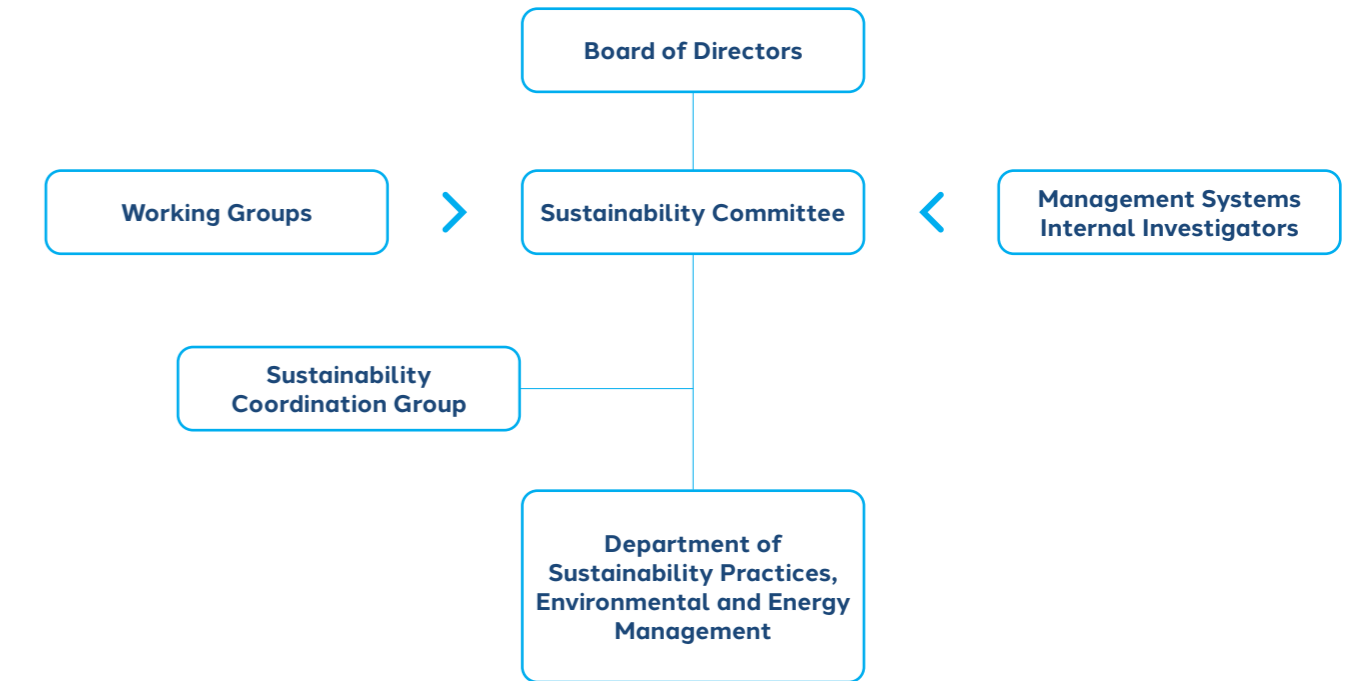 Board of Directors
Working Groups
Sustainability Committee
Management Systems
Internal Investigators
Sustainability
Coordination Group
Department of
Sustainability Practices,
Environmental and Energy
Management